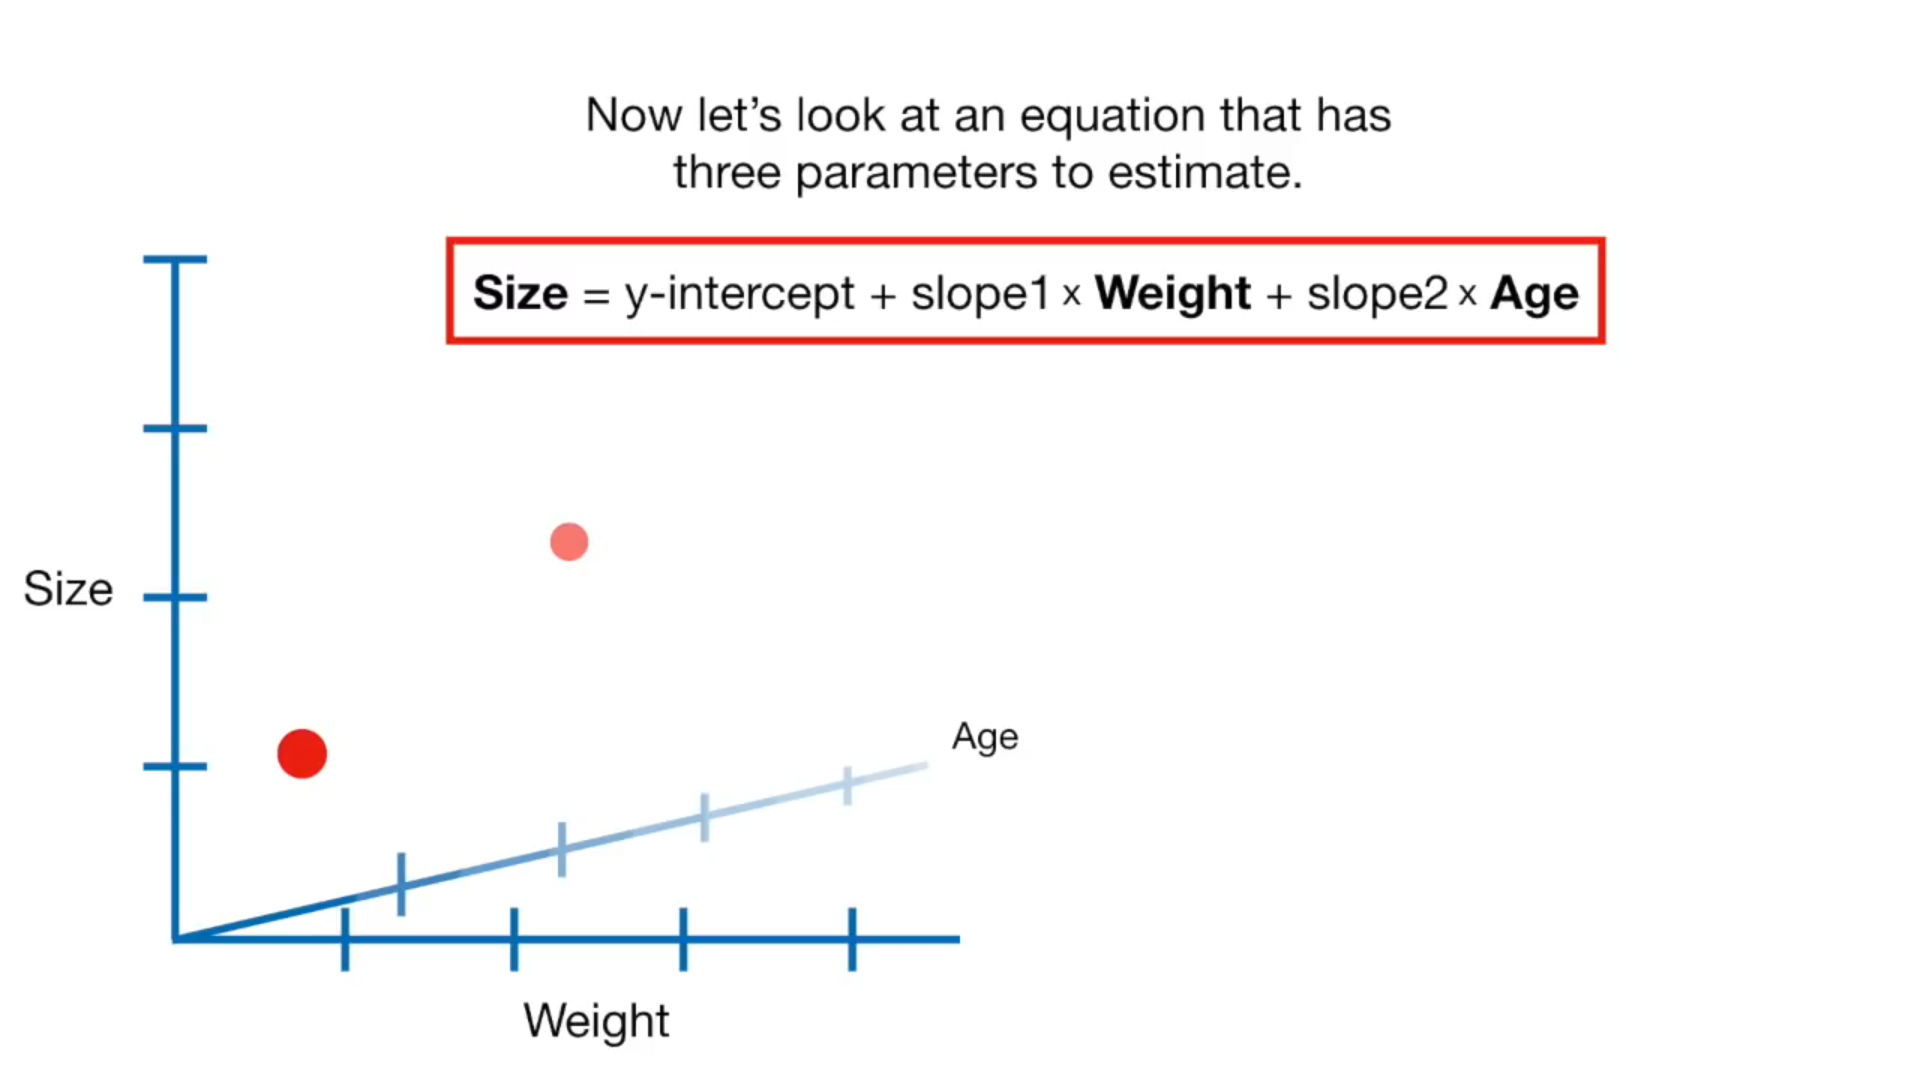 Now let’s look at an equation that has
three parameters to estimate.
Size = y-intercept + slope1 x Weight + slope2 x Age
Size
Age
Weight